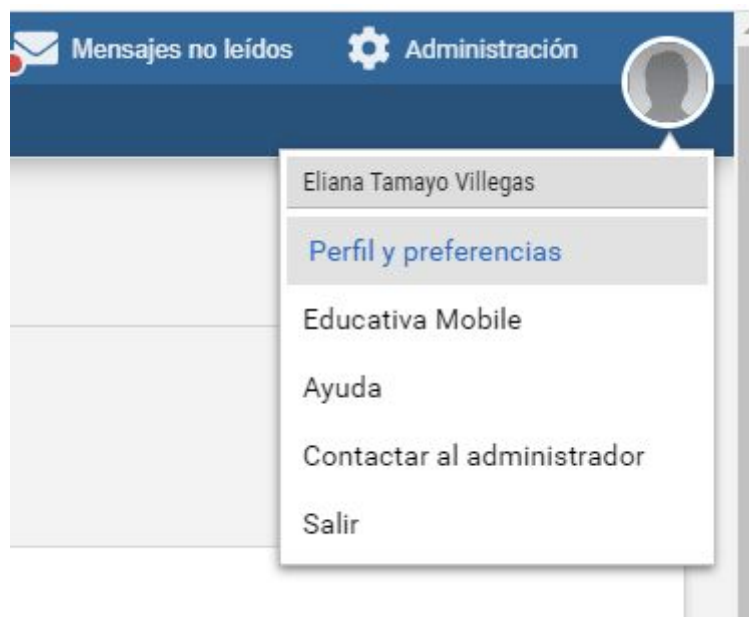 Mensajes no leídos
Administración
Eliana Tamayo Villegas
Perfil y preferencias
Educativa Mobile
Ayuda
Contactar al administrador
Salir